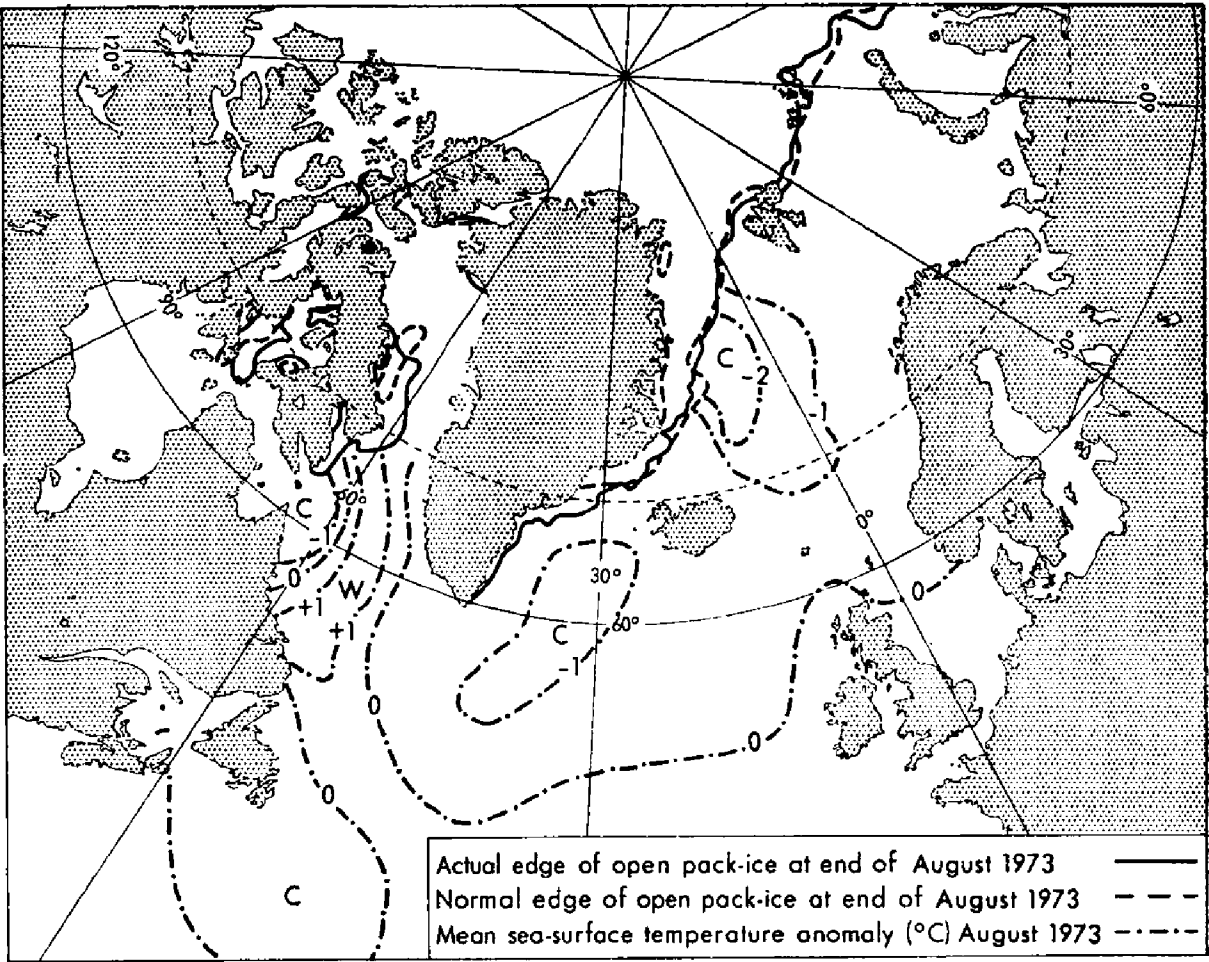 120°
60°
90°
30°
C
-2
-1
C
50°
-1
0
W
+1
+1
0°
30°
60°
C
-1
0
0
0
0
C
Actual edge of open pack-ice at end of August 1973
Normal edge of open pack-ice at end of August 1973
Mean sea-surface temperature anomaly (°C) August 1973